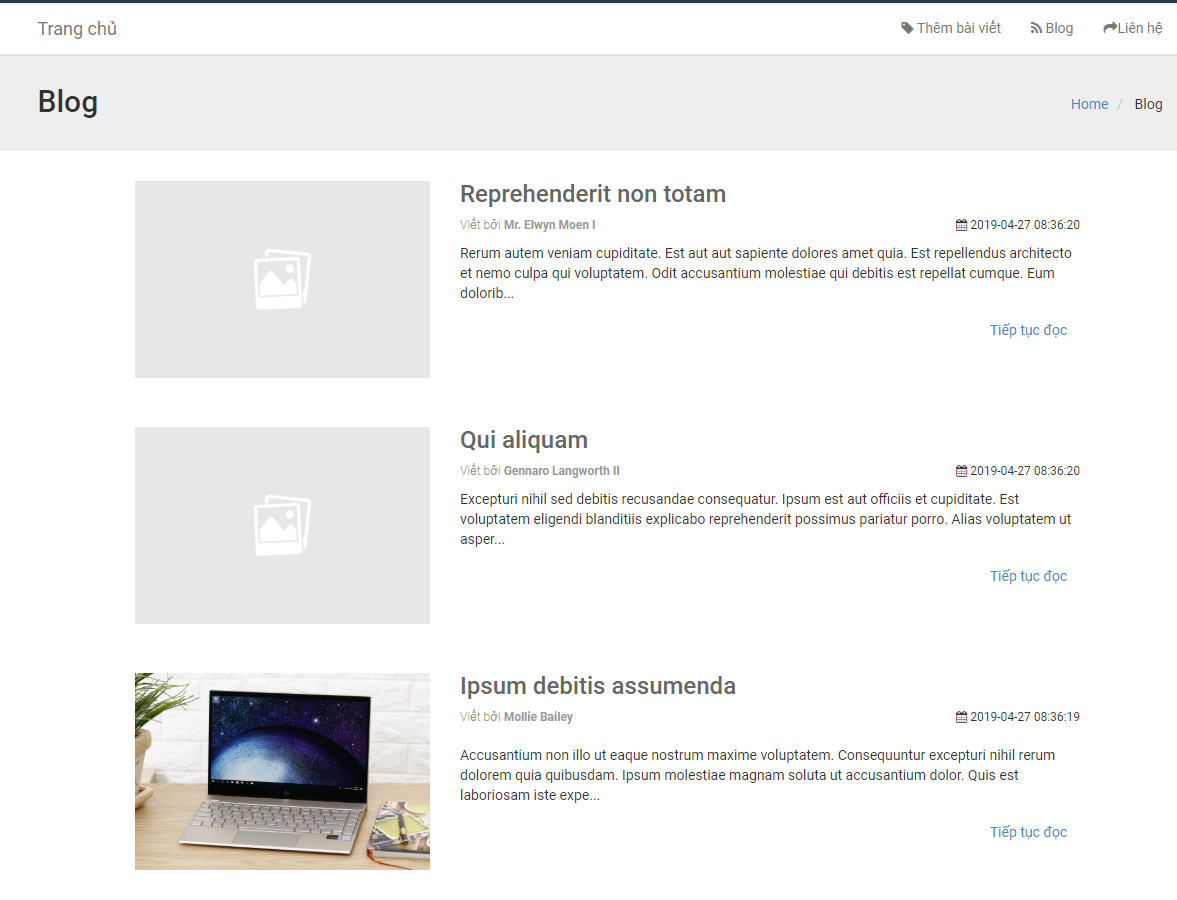 Trang chủ
Thêm bài viết
Blog
Liên hệ
Blog
Home / Blog
Reprehenderit non totam
Viết bởi Mr. Elwyn Moen I
2019-04-27 08:36:20
Rerum autem veniam cupiditate. Est aut aut sapiente dolores amet quia. Est repellendus architecto
et nemo culpa qui voluptatem. Odit accusantium molestiae qui debitis est repellat cumque. Eum
dolorib...
Tiếp tục đọc
Qui aliquam
Viết bởi Gennaro Langworth II
2019-04-27 08:36:20
Excepturi nihil sed debitis recusandae consequatur. Ipsum est aut officiis et cupiditate. Est
voluptatem eligendi blanditiis explicabo reprehenderit possimus pariatur porro. Alias voluptatem ut
asper...
Tiếp tục đọc
Ipsum debitis assumenda
Viết bởi Mollie Bailey
2019-04-27 08:36:19
Accusantium non illo ut eaque nostrum maxime voluptatem. Consequuntur excepturi nihil rerum
dolorem quia quibusdam. Ipsum molestiae magnam soluta ut accusantium dolor. Quis est
laboriosam iste expe...
Tiếp tục đọc